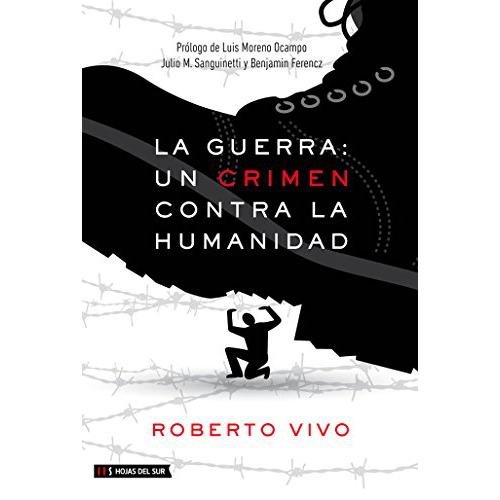 Prólogo de Luis Moreno Ocampo
Julio M. Sanguinetti y Benjamin Ferencz
LA GUERRA:
UN CRIMEN
CONTRA LA
HUMANIDAD
ROBERTO VIVO
HS HOJAS DEL SUR